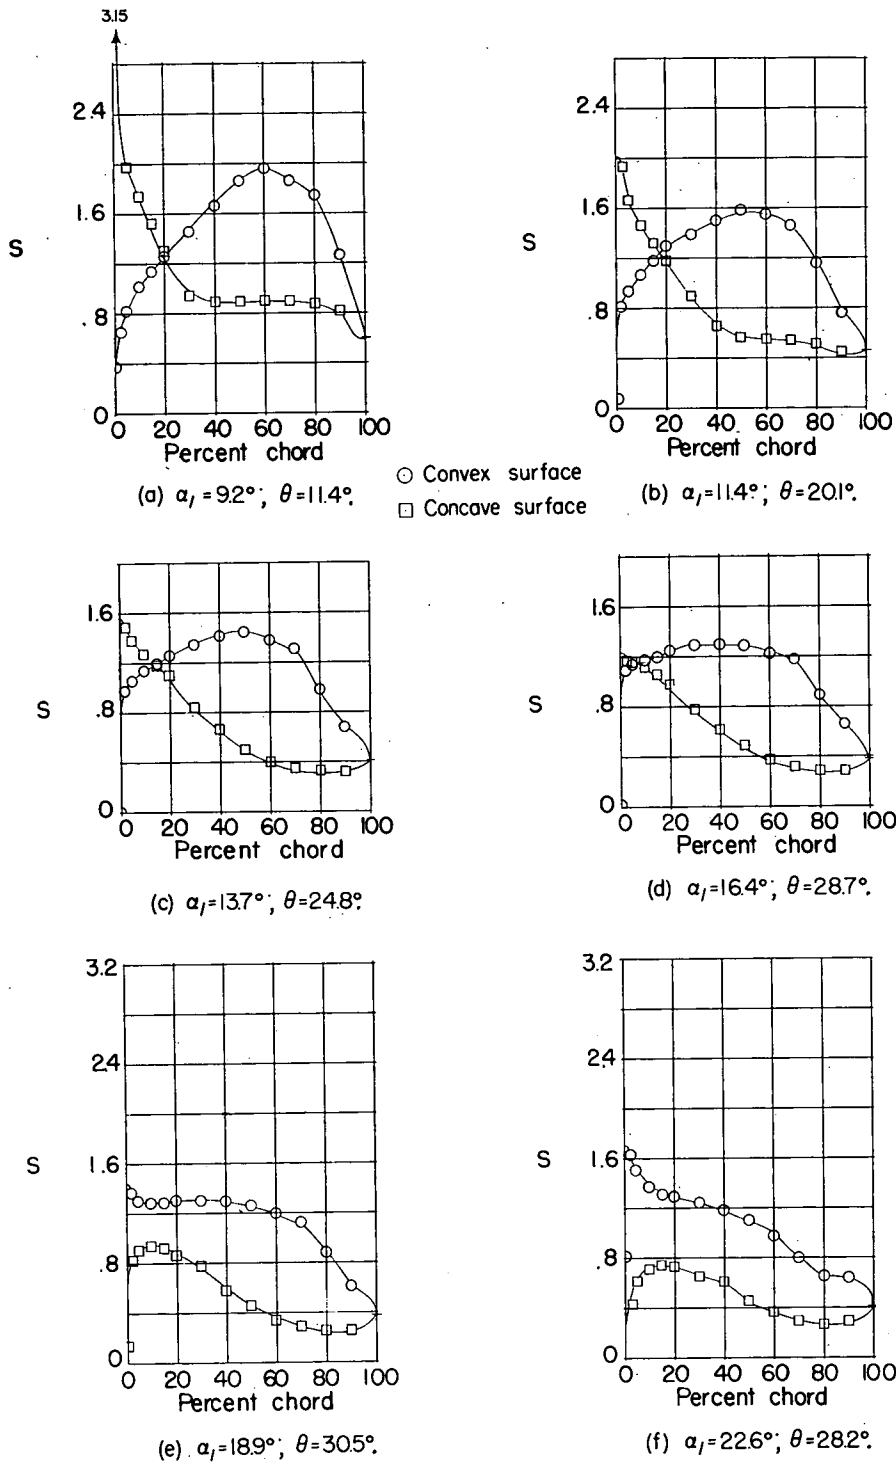 3.15
2.4
1.6
S
.8
0
0 20 40 60 80 100
Percent chord
(a) α₁ = 9.2°; θ = 11.4°.
2.4
1.6
S
.8
0
0 20 40 60 80 100
Percent chord
(b) α₁ = 11.4°; θ = 20.1°.
○ Convex surface
□ Concave surface
1.6
S
.8
0
0 20 40 60 80 100
Percent chord
(c) α₁ = 13.7°; θ = 24.8°.
1.6
S
.8
0
0 20 40 60 80 100
Percent chord
(d) α₁ = 16.4°; θ = 28.7°.
3.2
2.4
S
1.6
.8
0
0 20 40 60 80 100
Percent chord
(e) α₁ = 18.9°; θ = 30.5°.
3.2
2.4
S
1.6
.8
0
0 20 40 60 80 100
Percent chord
(f) α₁ = 22.6°; θ = 28.2°.